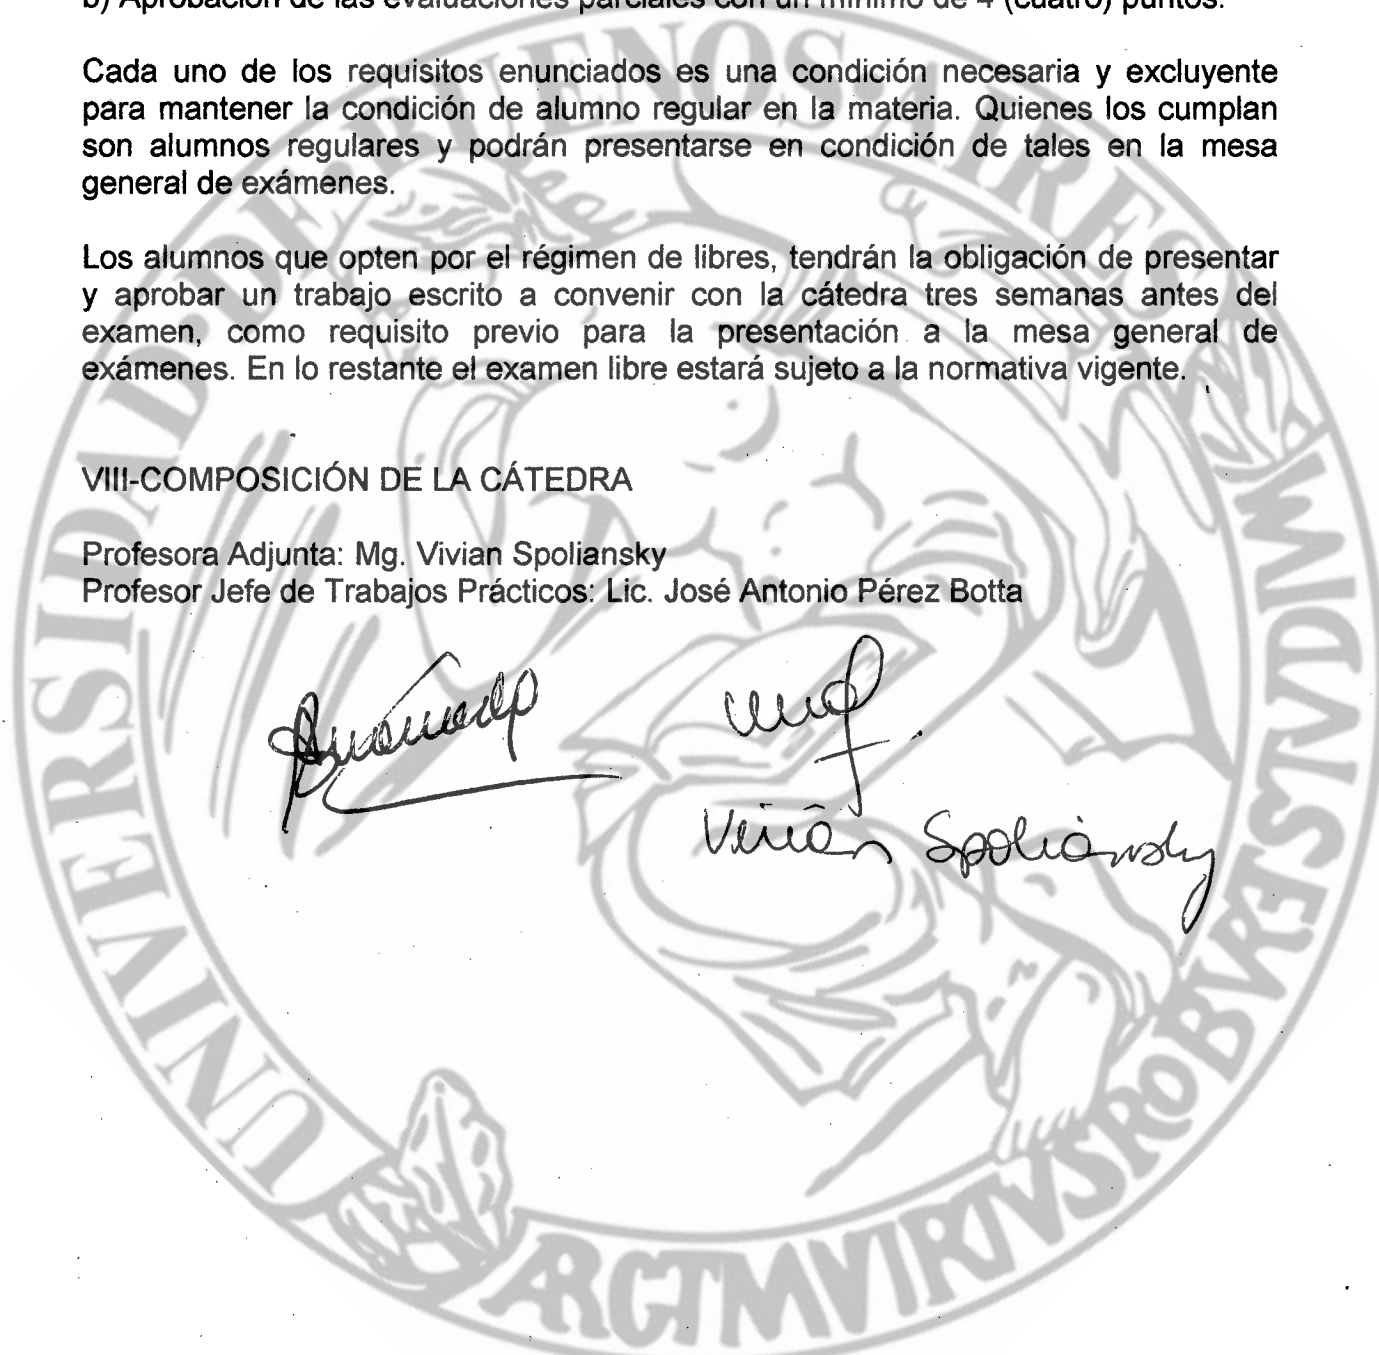 b) Aprobación de las evaluaciones parciales con un mínimo de 4 (cuatro) puntos.
Cada uno de los requisitos enunciados es una condición necesaria y excluyente
para mantener la condición de alumno regular en la materia. Quienes los cumplan
son alumnos regulares y podrán presentarse en condición de tales en la mesa
general de exámenes.
Los alumnos que opten por el régimen de libres, tendrán la obligación de presentar
y aprobar un trabajo escrito a convenir con la cátedra tres semanas antes del
examen, como requisito previo para la presentación a la mesa general de
exámenes. En lo restante el examen libre estará sujeto a la normativa vigente.
VIII-COMPOSICIÓN DE LA CÁTEDRA
Profesora Adjunta: Mg. Vivian Spoliansky
Profesor Jefe de Trabajos Prácticos: Lic. José Antonio Pérez Botta
Vivian Spoliansky
UNIVERSIDAD DE BUENOS AIRES
ARGTMVIRTVSROBVRETSTVDIVM